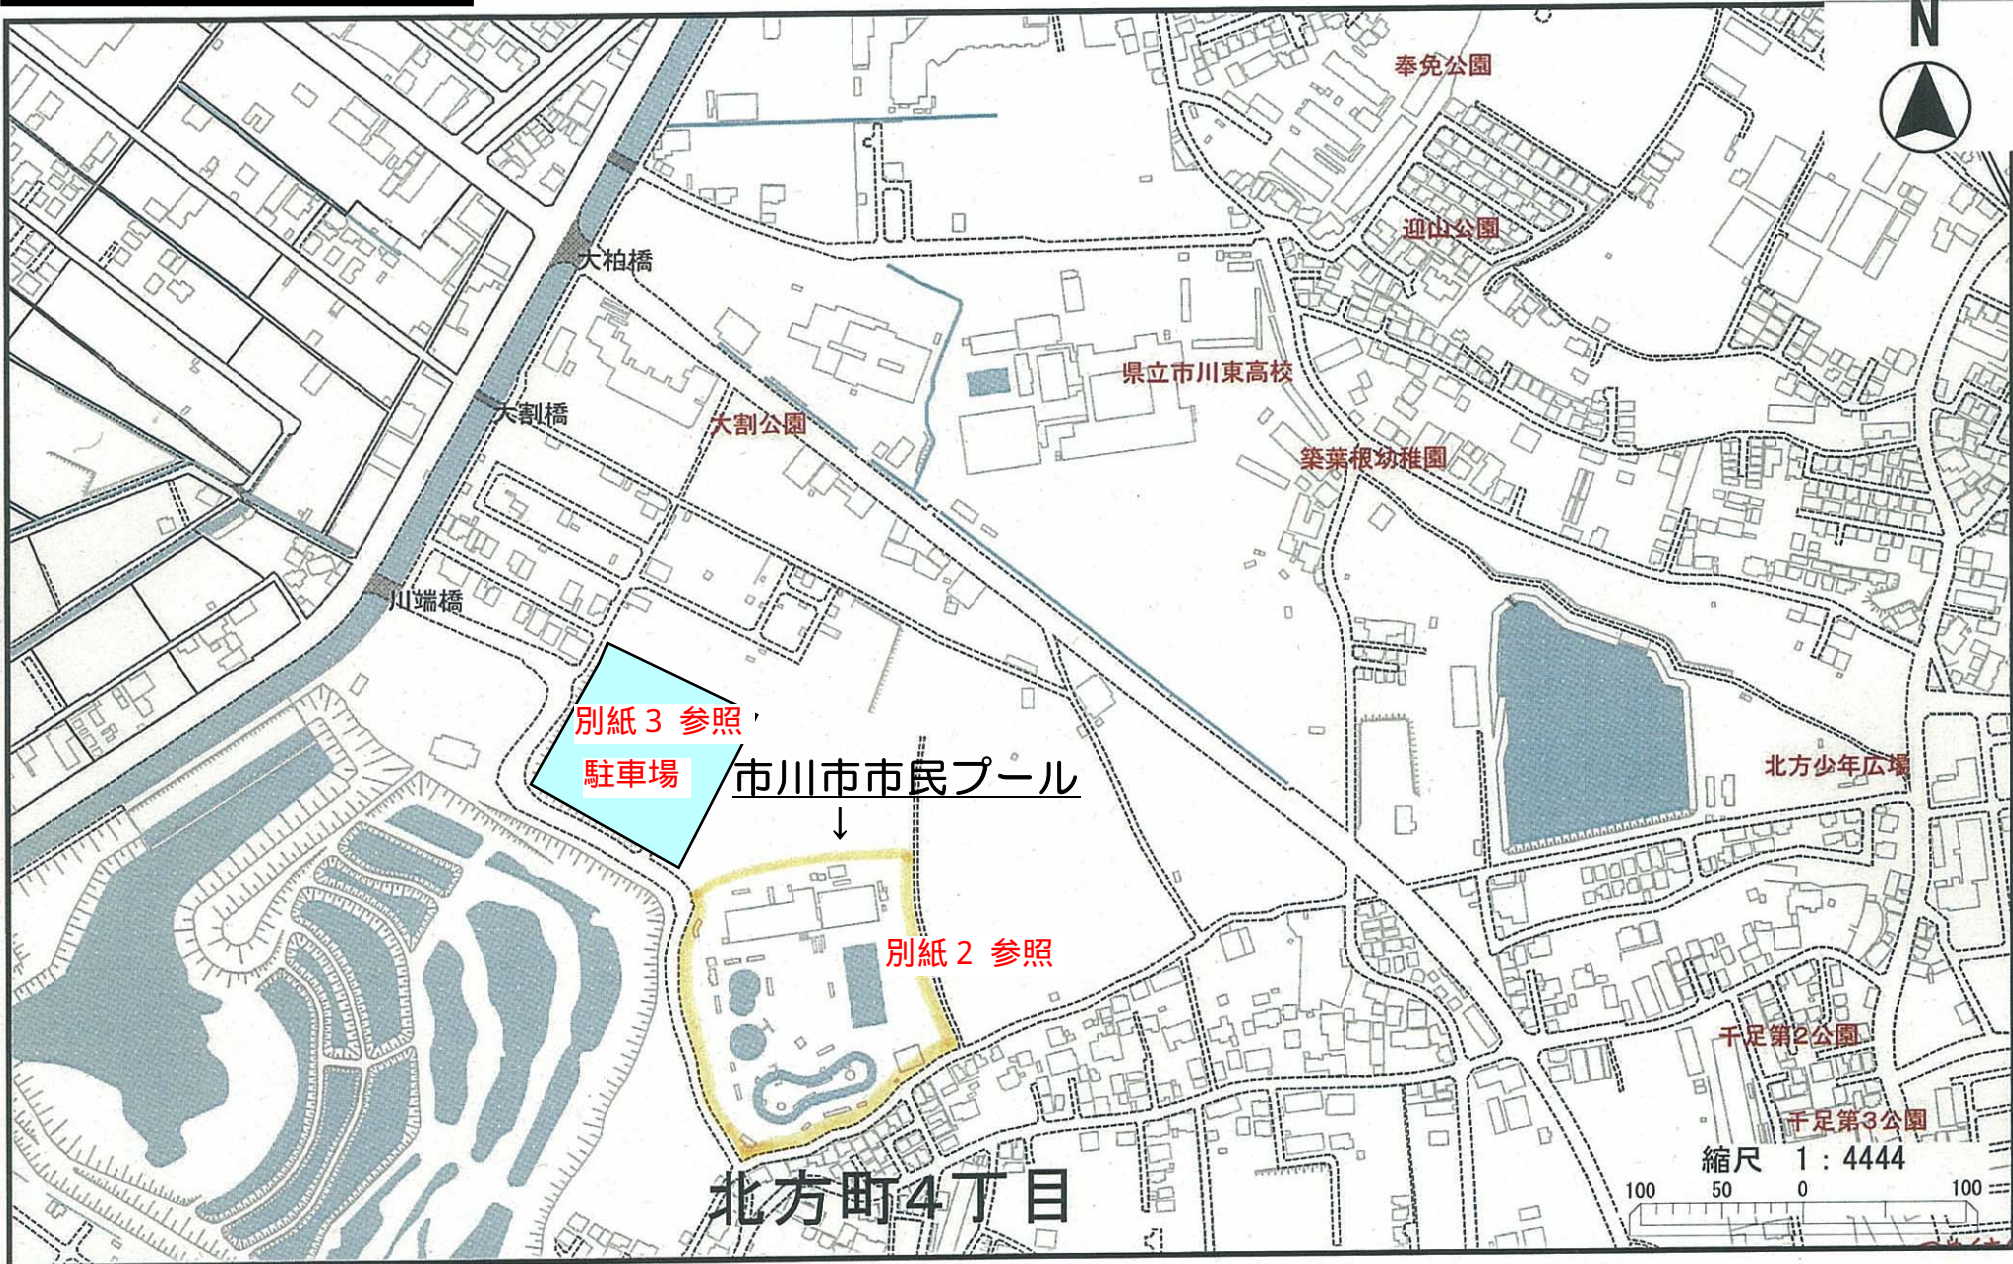 N
奉免公園
迎山公園
大柏橋
県立市川東高校
大割橋
大割公園
築葉根幼稚園
川端橋
別紙3 参照
駐車場
市川市市民プール
↓
北方少年広場
別紙2 参照
千足第2公園
千足第3公園
縮尺 1：4444
100 50 0 100
北方町4丁目